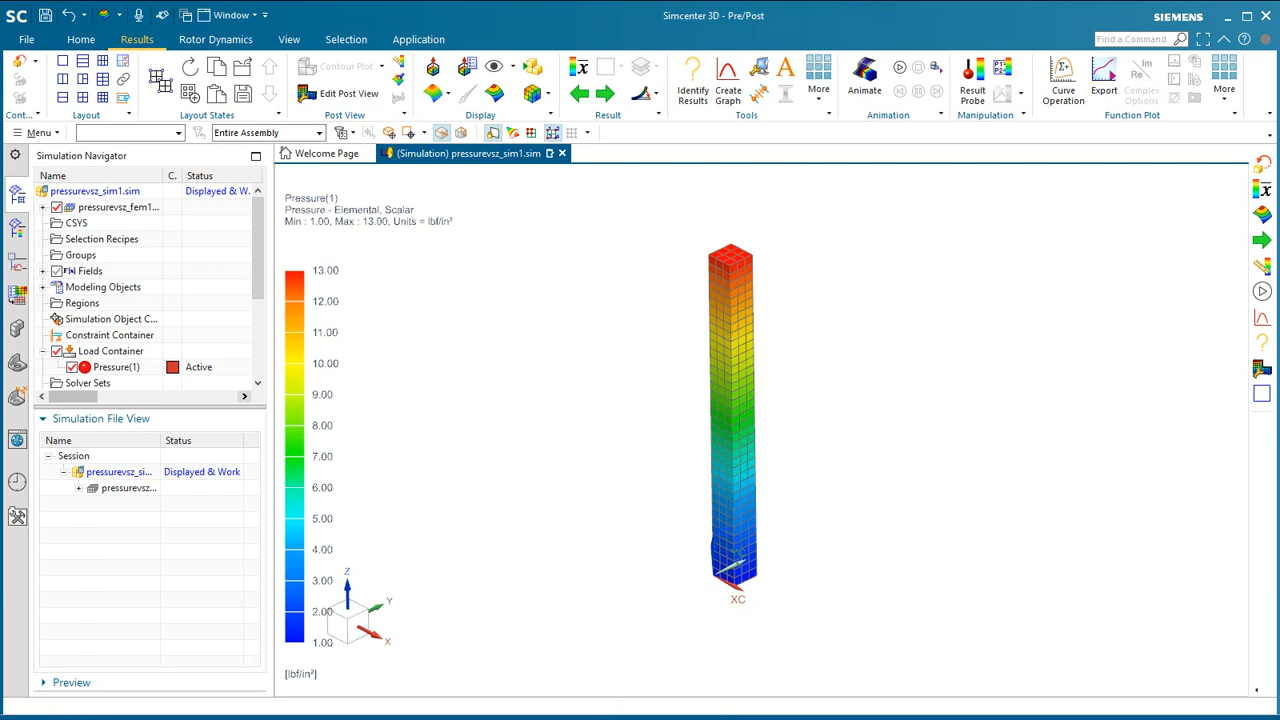 SC
Window
Simcenter 3D - Pre/Post
SIEMENS
File
Home
Results
Rotor Dynamics
View
Selection
Application
Find a Command
Contour Plot
Edit Post View
Identify Results
Create Graph
More
Animate
Result Probe
Curve Operation
Export
Complex Options
More
Cont...
Layout
Layout States
Post View
Display
Result
Tools
Animation
Manipulation
Function Plot
Menu
Entire Assembly
Simulation Navigator
Welcome Page
(Simulation) pressurevsz_sim1.sim
Name
C.
Status
pressurevsz_sim1.sim
Displayed & W.
pressurevsz_fem1...
CSYS
Selection Recipes
Groups
Fields
Modeling Objects
Regions
Simulation Object C...
Constraint Container
Load Container
Pressure(1)
Active
Solver Sets
Simulation File View
Name
Status
Session
pressurevsz_si...
Displayed & Work
pressurevsz...
Preview
Pressure(1)
Pressure - Elemental, Scalar
Min : 1.00, Max : 13.00, Units = lbf/in²
13.00
12.00
11.00
10.00
9.00
8.00
7.00
6.00
5.00
4.00
3.00
2.00
1.00
[lbf/in²]
Z
Y
X
XC